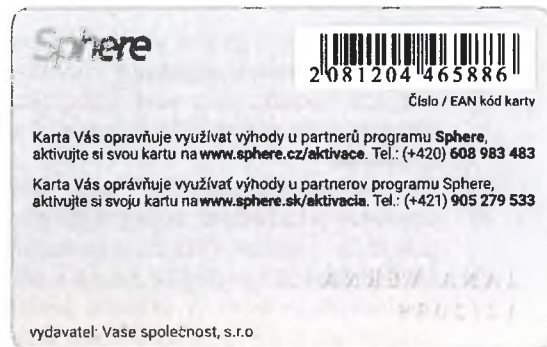 Sphere
2 081204 465886
Číslo / EAN kód karty
Karta Vás opravňuje využívat výhody u partnerů programu Sphere,
aktivujte si svou kartu na www.sphere.cz/aktivace. Tel.: (+420) 608 983 483
Karta Vás oprávňuje využívať výhody u partnerov programu Sphere,
aktivujte si svoju kartu na www.sphere.sk/aktivacia. Tel.: (+421) 905 279 533
vydavatel: Vase společnost, s.r.o